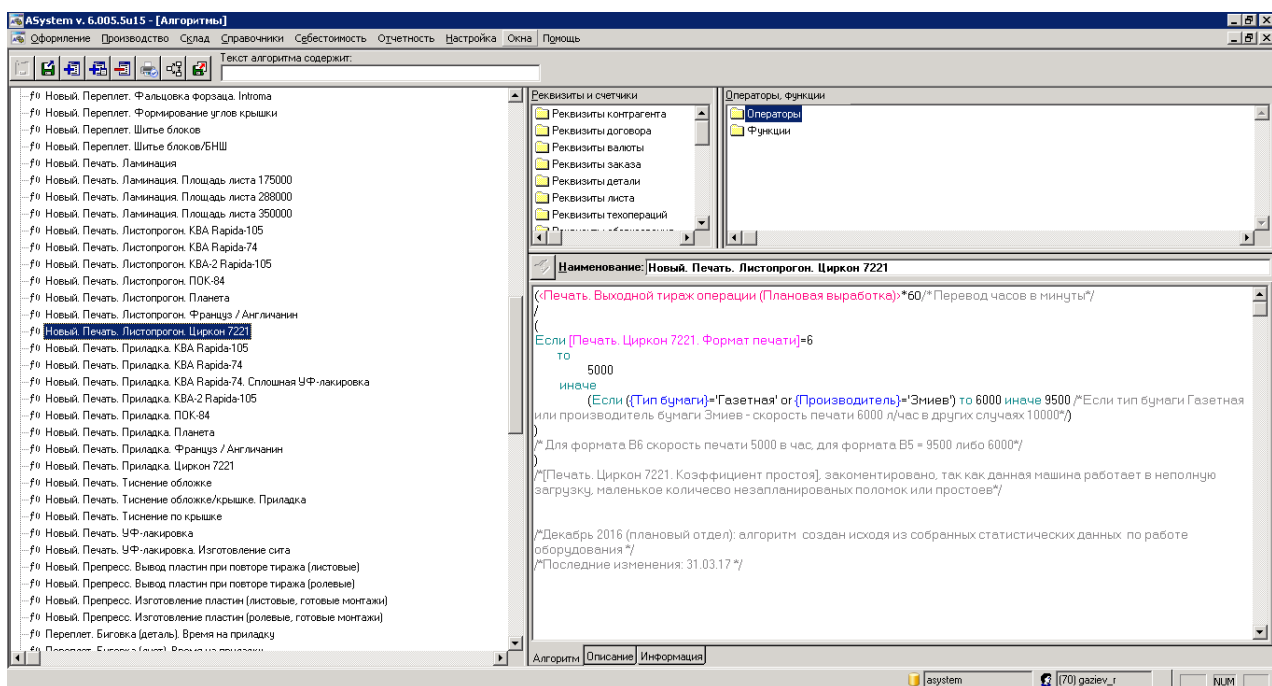 ASystem v. 6.005.5u15 - [Алгоритмы]
Оформление Производство Склад Справочники Себестоимость Отчетность Настройка Окна Помощь
Текст алгоритма содержит:
Новый. Переплет. Фальцовка форзаца. Introma
Новый. Переплет. Формирование углов крышки
Новый. Переплет. Шитье блоков
Новый. Переплет. Шитье блоков/БНШ
Новый. Печать. Ламинация
Новый. Печать. Ламинация. Площадь листа 175000
Новый. Печать. Ламинация. Площадь листа 288000
Новый. Печать. Ламинация. Площадь листа 350000
Новый. Печать. Листопрогон. KBA Rapida-105
Новый. Печать. Листопрогон. KBA Rapida-74
Новый. Печать. Листопрогон. KBA-2 Rapida-105
Новый. Печать. Листопрогон. ПОК-84
Новый. Печать. Листопрогон. Планета
Новый. Печать. Листопрогон. Француз / Англичанин
Новый. Печать. Листопрогон. Циркон 7221
Новый. Печать. Приладка. KBA Rapida-105
Новый. Печать. Приладка. KBA Rapida-74
Новый. Печать. Приладка. KBA Rapida-74. Сплошная УФ-лакировка
Новый. Печать. Приладка. KBA-2 Rapida-105
Новый. Печать. Приладка. ПОК-84
Новый. Печать. Приладка. Планета
Новый. Печать. Приладка. Француз / Англичанин
Новый. Печать. Приладка. Циркон 7221
Новый. Печать. Тиснение обложке
Новый. Печать. Тиснение обложке/крышке. Приладка
Новый. Печать. Тиснение по крышке
Новый. Печать. УФ-лакировка
Новый. Печать. УФ-лакировка. Изготовление сита
Новый. Препресс. Вывод пластин при повторе тиража (листовые)
Новый. Препресс. Вывод пластин при повторе тиража (ролевые)
Новый. Препресс. Изготовление пластин (листовые, готовые монтажи)
Новый. Препресс. Изготовление пластин (ролевые, готовые монтажи)
Переплет. Биговка (деталь). Время на приладку
Реквизиты и счетчики
Реквизиты контрагента
Реквизиты договора
Реквизиты валюты
Реквизиты заказа
Реквизиты детали
Реквизиты листа
Реквизиты техопераций
Операторы, функции
Операторы
Функции
Наименование: Новый. Печать. Листопрогон. Циркон 7221
(<Печать. Выходной тираж операции (Плановая выработка)>*60/*Перевод часов в минуты*/
/
(
Если [Печать. Циркон 7221. Формат печати]=6
то
5000
иначе
(Если ({Тип бумаги}='Газетная' or {Производитель}='Змиев') то 6000 иначе 9500 /*Если тип бумаги Газетная
или производитель бумаги Змиев - скорость печати 6000 л/час в других случаях 10000*/)
)
/* Для формата В6 скорость печати 5000 в час, для формата В5 = 9500 либо 6000*/
)
/*[Печать. Циркон 7221. Коэффициент простоя], закоментировано, так как данная машина работает в неполную
загрузку, маленькое количесво незапланированых поломок или простоев*/
/*Декабрь 2016 (плановый отдел): алгоритм создан исходя из собранных статистических данных по работе
оборудования */
/*Последние изменения: 31.03.17 */
Алгоритм Описание Информация
asystem (70) gaziev_r NUM